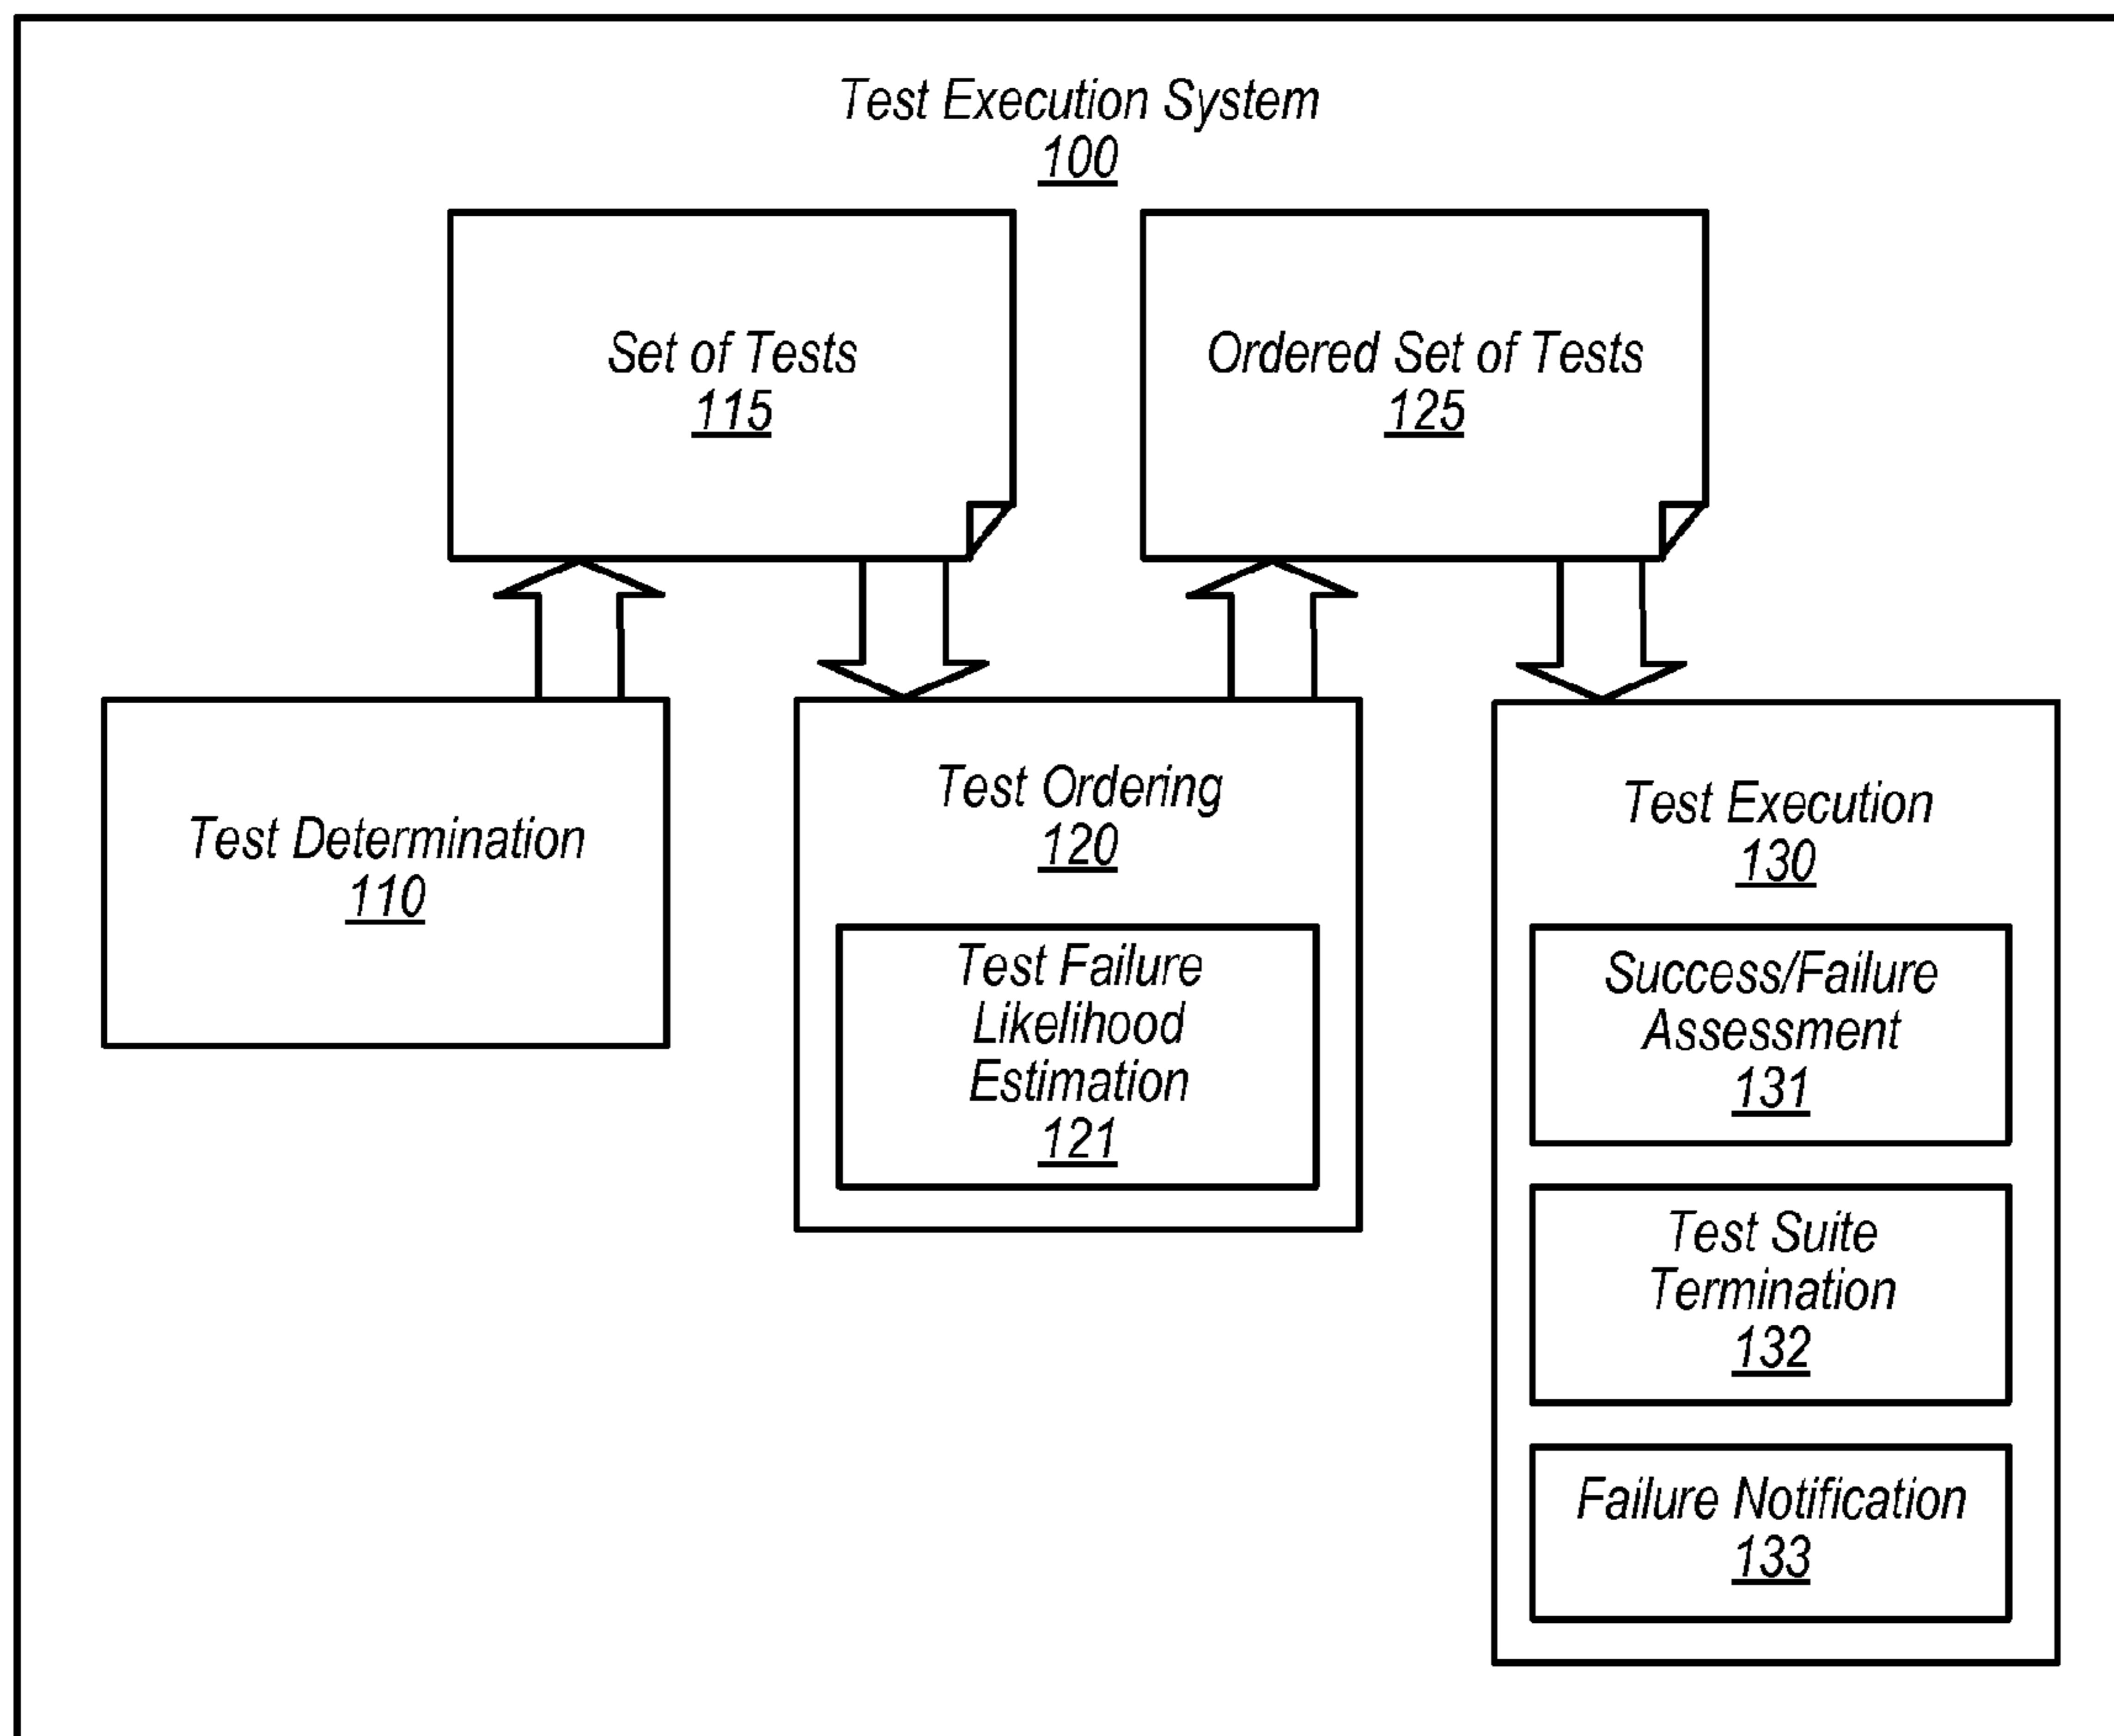 Test Execution System
100
Set of Tests
115
Ordered Set of Tests
125
Test Determination
110
Test Ordering
120
Test Failure
Likelihood
Estimation
121
Test Execution
130
Success/Failure
Assessment
131
Test Suite
Termination
132
Failure Notification
133